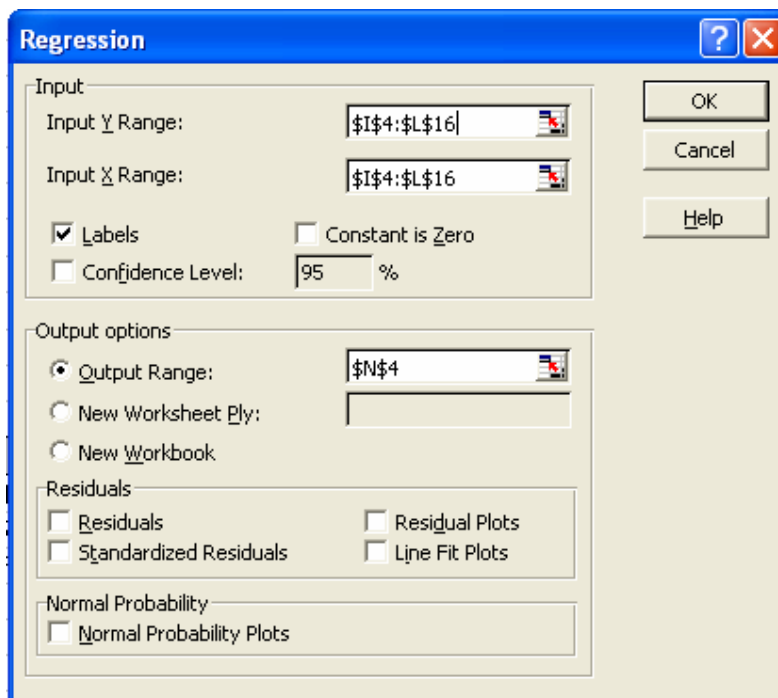 Regression
Input
Input Y Range: $I$4:$L$16
OK
Cancel
Input X Range: $I$4:$L$16
Help
Labels Constant is Zero
Confidence Level: 95 %
Output options
Output Range: $N$4
New Worksheet Ply:
New Workbook
Residuals
Residuals Residual Plots
Standardized Residuals Line Fit Plots
Normal Probability
Normal Probability Plots